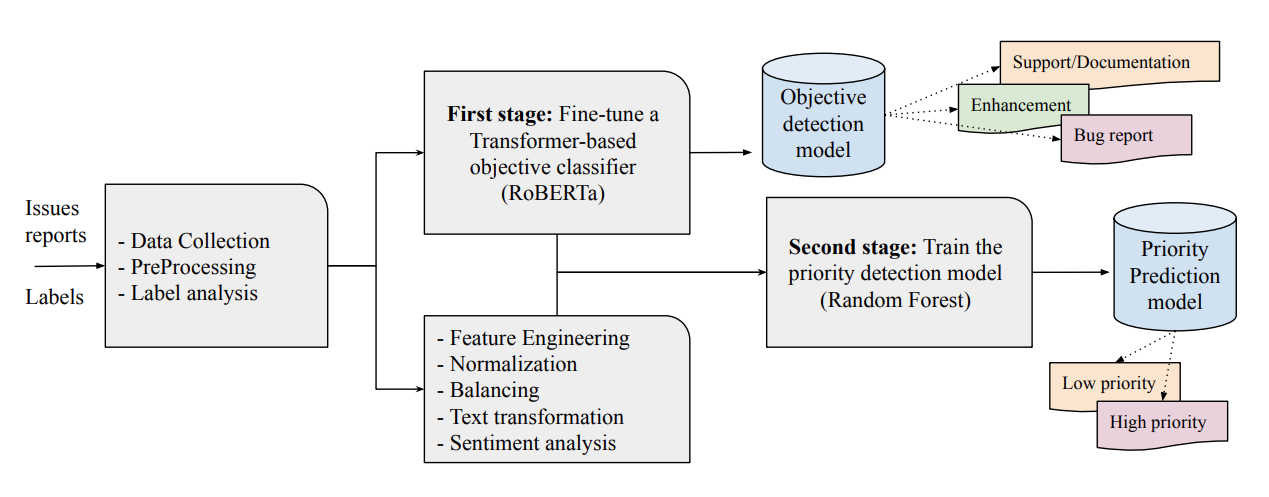 Issues
reports
Labels
- Data Collection
- PreProcessing
- Label analysis
First stage: Fine-tune a
Transformer-based
objective classifier
(RoBERTa)
- Feature Engineering
- Normalization
- Balancing
- Text transformation
- Sentiment analysis
Objective
detection
model
Support/Documentation
Enhancement
Bug report
Second stage: Train the
priority detection model
(Random Forest)
Priority
Prediction
model
Low priority
High priority